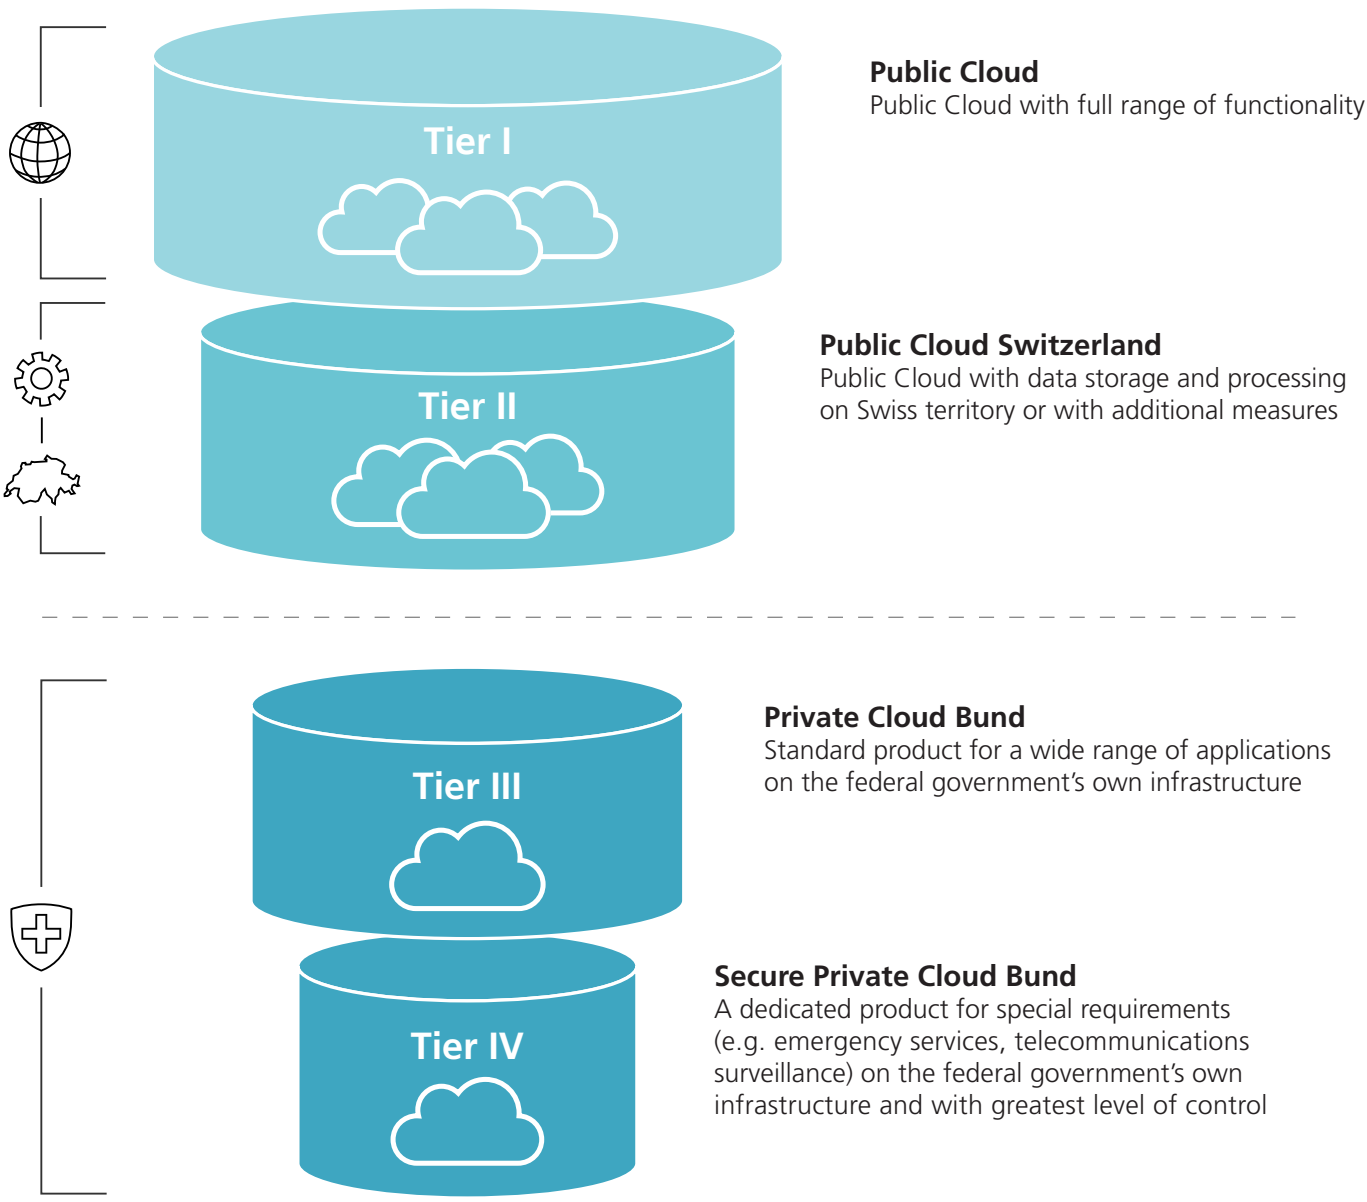 Public Cloud
Public Cloud with full range of functionality
Tier I
Public Cloud Switzerland
Public Cloud with data storage and processing
on Swiss territory or with additional measures
Tier II
Private Cloud Bund
Standard product for a wide range of applications
on the federal government’s own infrastructure
Tier III
Secure Private Cloud Bund
A dedicated product for special requirements
(e.g. emergency services, telecommunications
surveillance) on the federal government’s own
infrastructure and with greatest level of control
Tier IV